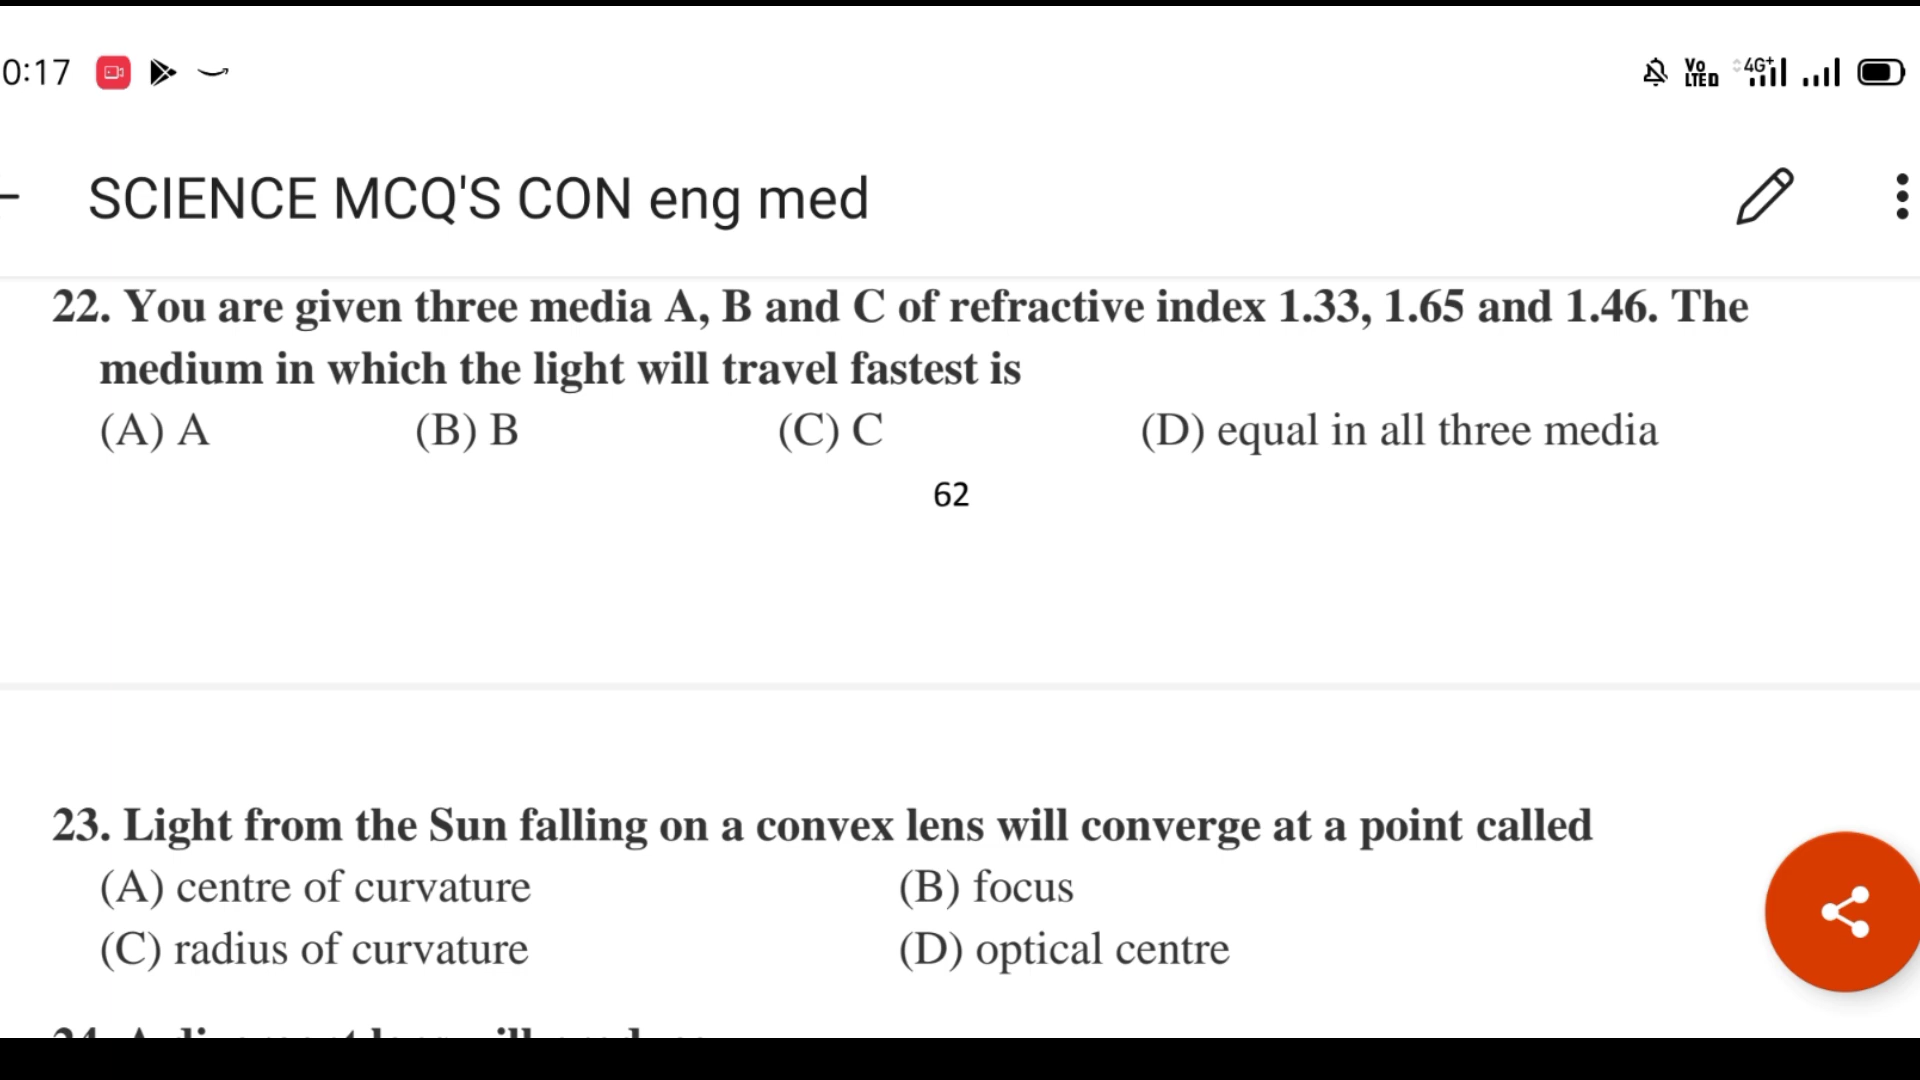 0:17 Vo LTED 4G+
SCIENCE MCQ'S CON eng med
22. You are given three media A, B and C of refractive index 1.33, 1.65 and 1.46. The
medium in which the light will travel fastest is
(A) A (B) B (C) C (D) equal in all three media
62
23. Light from the Sun falling on a convex lens will converge at a point called
(A) centre of curvature (B) focus
(C) radius of curvature (D) optical centre